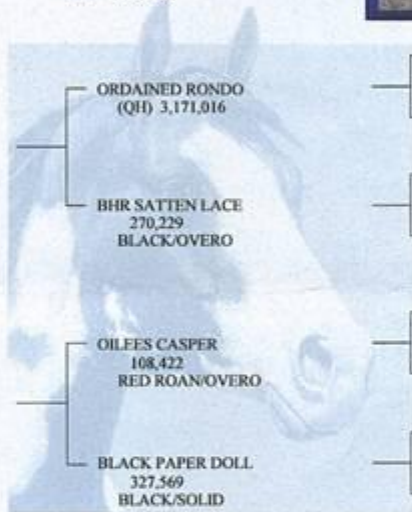 ORDAINED RONDO
(QH) 3,171,016
BHR SATTEN LACE
270,229
BLACK/OVERO
OILEES CASPER
108,422
RED ROAN/OVERO
BLACK PAPER DOLL
327,569
BLACK/SOLID